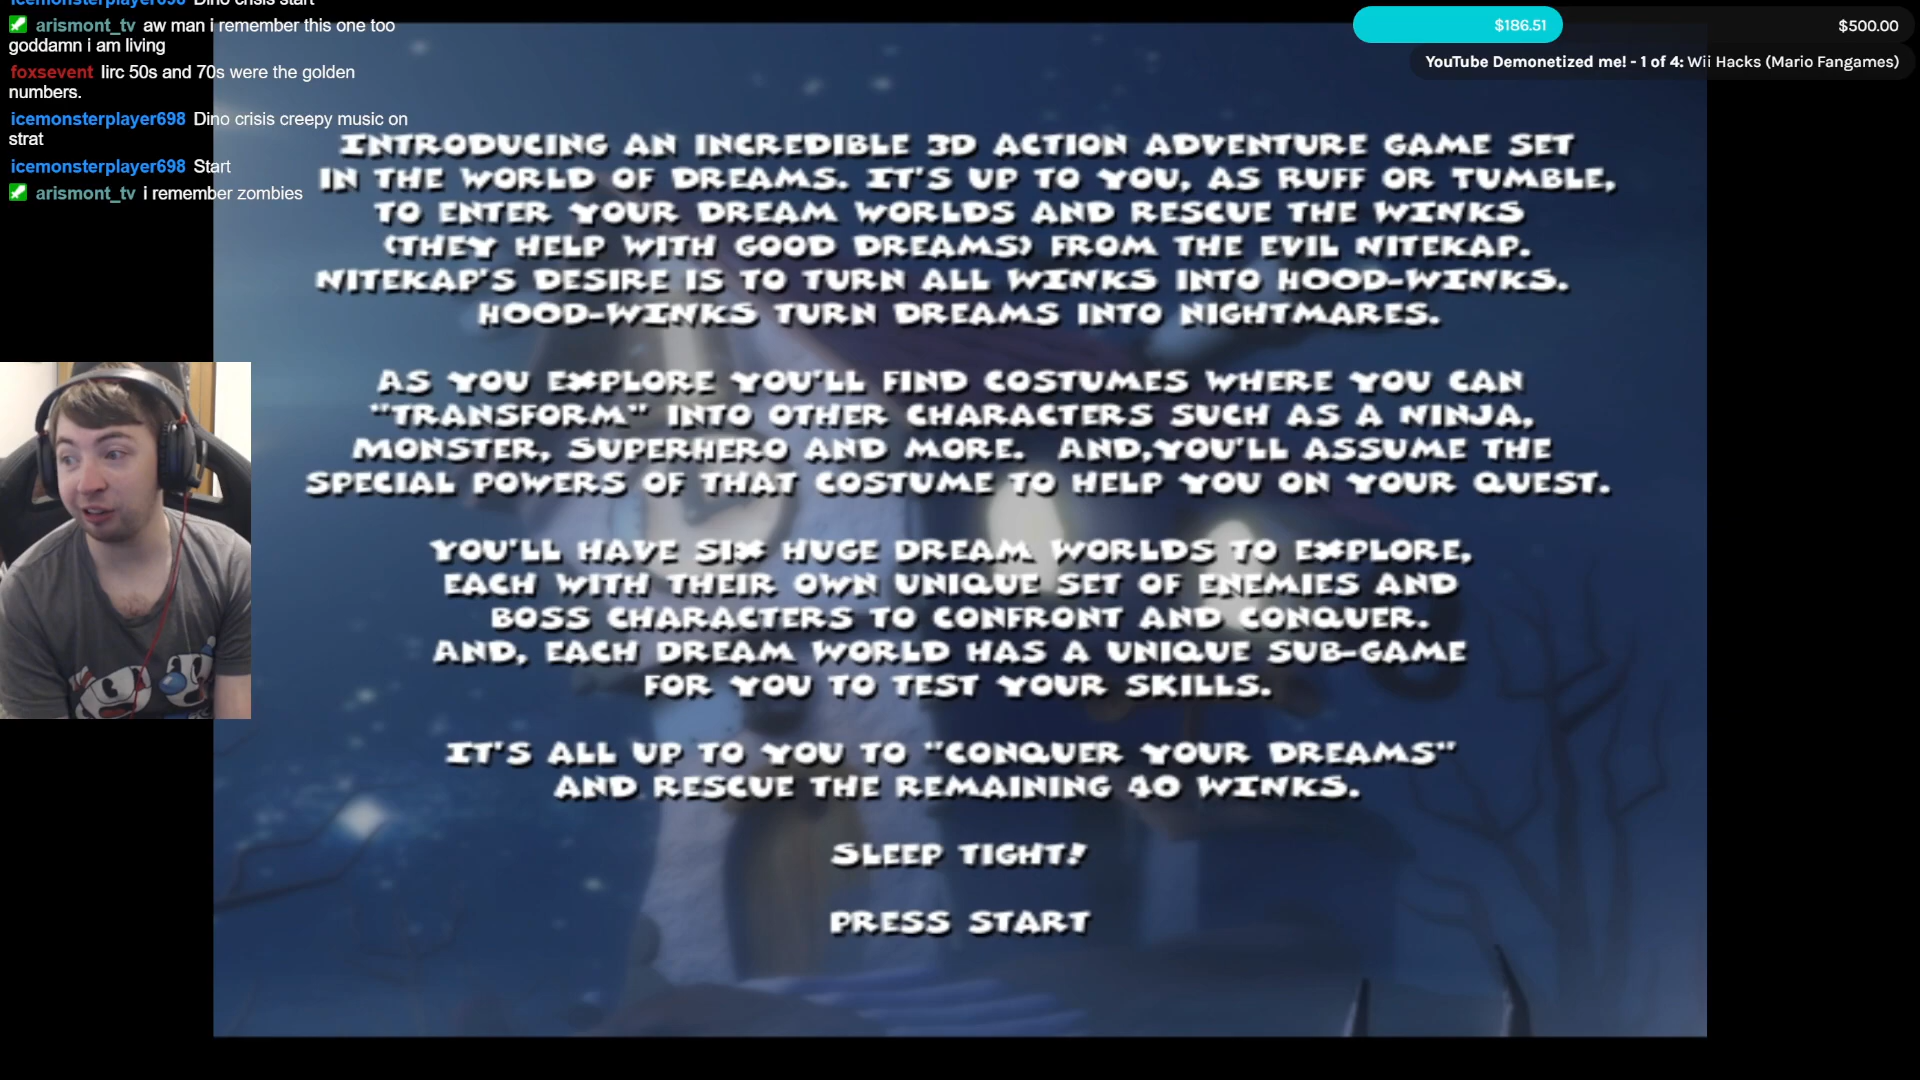 icemonsterplayer698 Dino crisis start
arismont_tv aw man i remember this one too
goddamn i am living
foxsevent Iirc 50s and 70s were the golden
numbers.
icemonsterplayer698 Dino crisis creepy music on
strat
icemonsterplayer698 Start
arismont_tv i remember zombies
$186.51
$500.00
YouTube Demonetized me! - 1 of 4: Wii Hacks (Mario Fangames)
INTRODUCING AN INCREDIBLE 3D ACTION ADVENTURE GAME SET
IN THE WORLD OF DREAMS. IT'S UP TO YOU, AS RUFF OR TUMBLE,
TO ENTER YOUR DREAM WORLDS AND RESCUE THE WINKS
(THEY HELP WITH GOOD DREAMS) FROM THE EVIL NITEKAP.
NITEKAP'S DESIRE IS TO TURN ALL WINKS INTO HOOD-WINKS.
HOOD-WINKS TURN DREAMS INTO NIGHTMARES.
AS YOU EXPLORE YOU'LL FIND COSTUMES WHERE YOU CAN
"TRANSFORM" INTO OTHER CHARACTERS SUCH AS A NINJA,
MONSTER, SUPERHERO AND MORE. AND,YOU'LL ASSUME THE
SPECIAL POWERS OF THAT COSTUME TO HELP YOU ON YOUR QUEST.
YOU'LL HAVE SIX HUGE DREAM WORLDS TO EXPLORE,
EACH WITH THEIR OWN UNIQUE SET OF ENEMIES AND
BOSS CHARACTERS TO CONFRONT AND CONQUER.
AND, EACH DREAM WORLD HAS A UNIQUE SUB-GAME
FOR YOU TO TEST YOUR SKILLS.
IT'S ALL UP TO YOU TO "CONQUER YOUR DREAMS"
AND RESCUE THE REMAINING 40 WINKS.
SLEEP TIGHT!
PRESS START